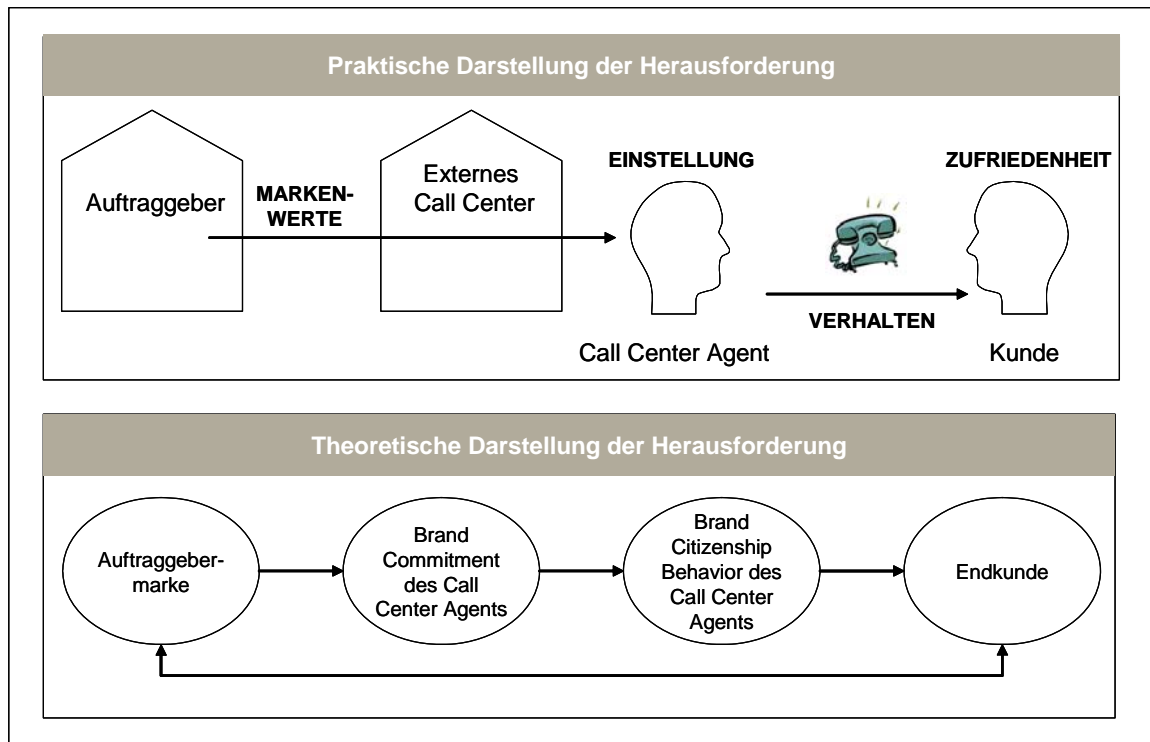 Praktische Darstellung der Herausforderung
Auftraggeber
MARKEN-
WERTE
Externes
Call Center
EINSTELLUNG
Call Center Agent
VERHALTEN
ZUFRIEDENHEIT
Kunde
Theoretische Darstellung der Herausforderung
Auftraggeber-
marke
Brand
Commitment
des Call
Center Agents
Brand
Citizenship
Behavior des
Call Center
Agents
Endkunde